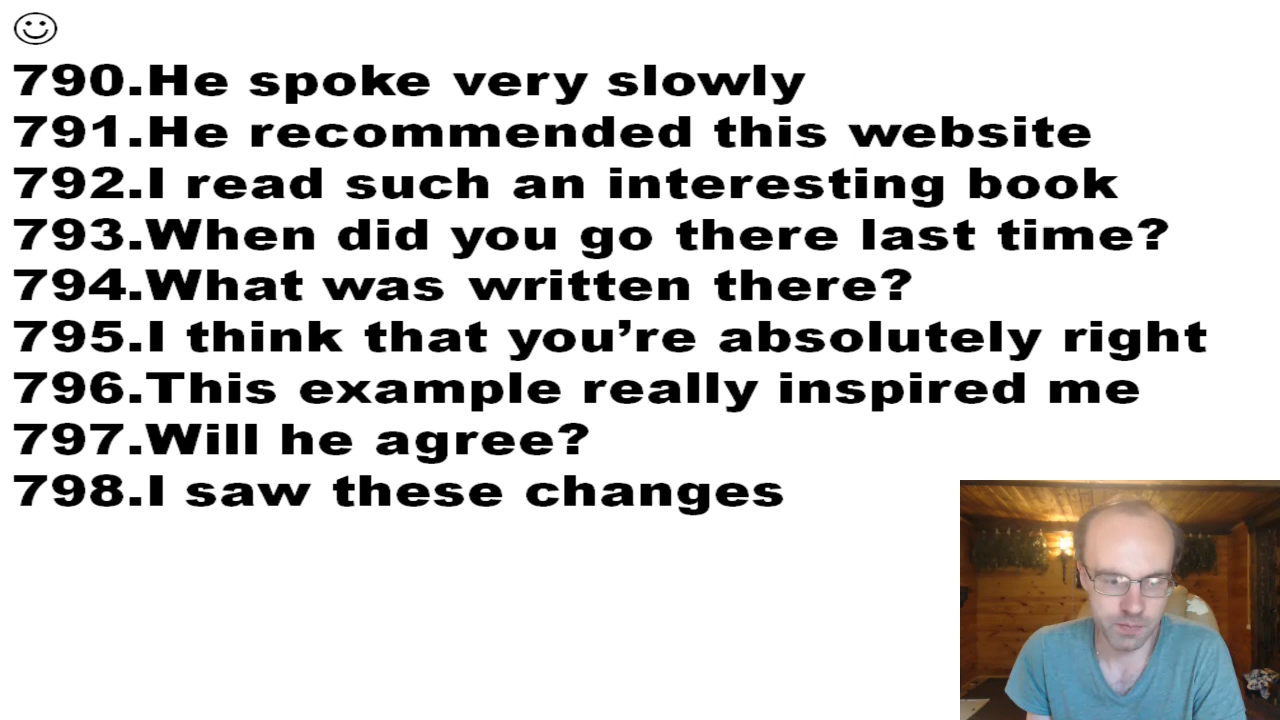 790.He spoke very slowly
791.He recommended this website
792.I read such an interesting book
793.When did you go there last time?
794.What was written there?
795.I think that you’re absolutely right
796.This example really inspired me
797.Will he agree?
798.I saw these changes